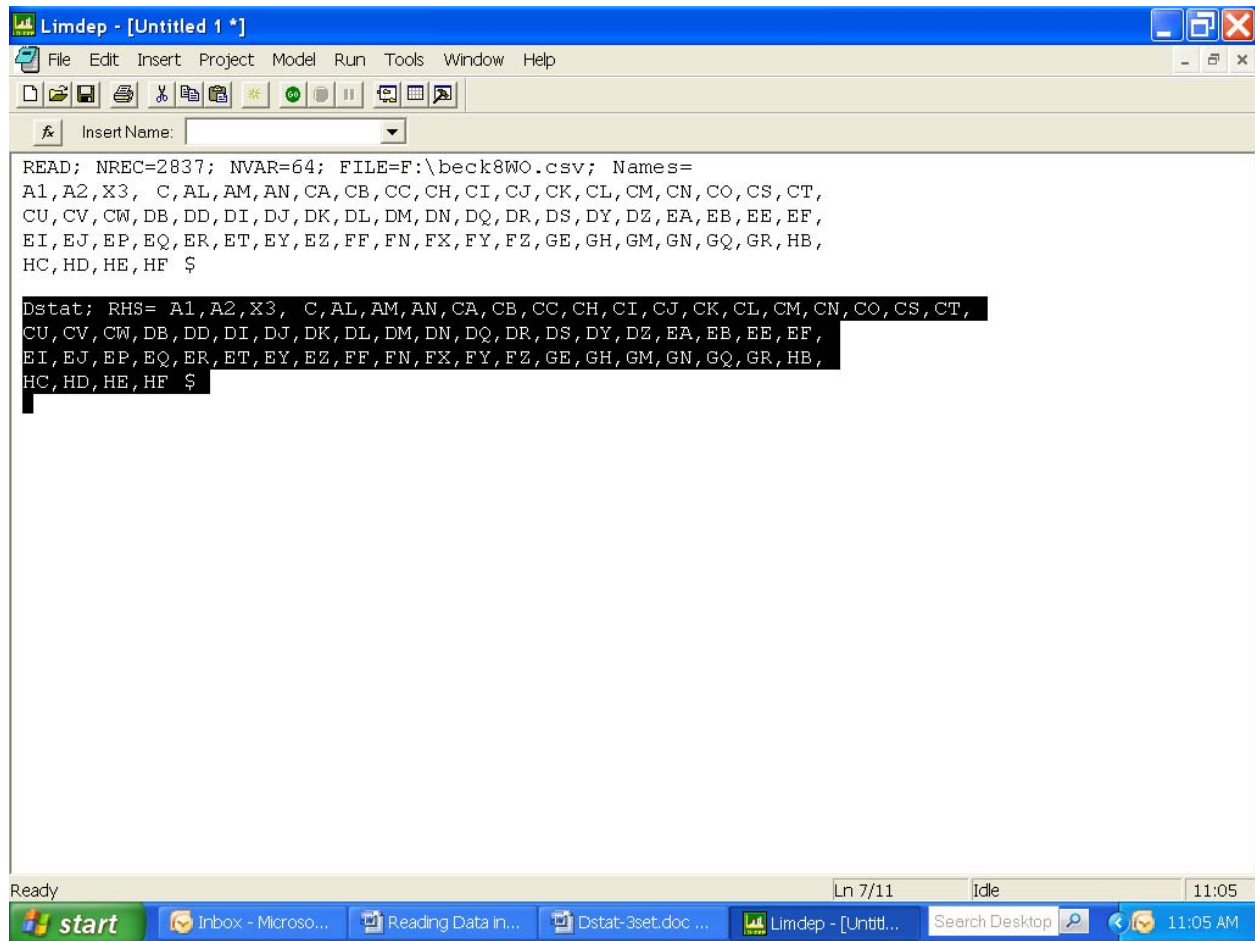 Limdep - [Untitled 1 *]
File Edit Insert Project Model Run Tools Window Help
fx Insert Name:
READ; NREC=2837; NVAR=64; FILE=F:\beck8WO.csv; Names=
A1,A2,X3, C,AL,AM,AN,CA,CB,CC,CH,CI,CJ,CK,CL,CM,CN,CO,CS,CT,
CU,CV,CW,DB,DD,DI,DJ,DK,DL,DM,DN,DQ,DR,DS,DY,DZ,EA,EB,EE,EF,
EI,EJ,EP,EQ,ER,ET,EY,EZ,FF,FN,FX,FY,FZ,GE,GH,GM,GN,GQ,GR,HB,
HC,HD,HE,HF $
Dstat; RHS= A1,A2,X3, C,AL,AM,AN,CA,CB,CC,CH,CI,CJ,CK,CL,CM,CN,CO,CS,CT,
CU,CV,CW,DB,DD,DI,DJ,DK,DL,DM,DN,DQ,DR,DS,DY,DZ,EA,EB,EE,EF,
EI,EJ,EP,EQ,ER,ET,EY,EZ,FF,FN,FX,FY,FZ,GE,GH,GM,GN,GQ,GR,HB,
HC,HD,HE,HF $
Ready Ln 7/11 Idle 11:05
start Inbox - Microso... Reading Data in... Dstat-3set.doc ... Limdep - [Untitl... Search Desktop 11:05 AM